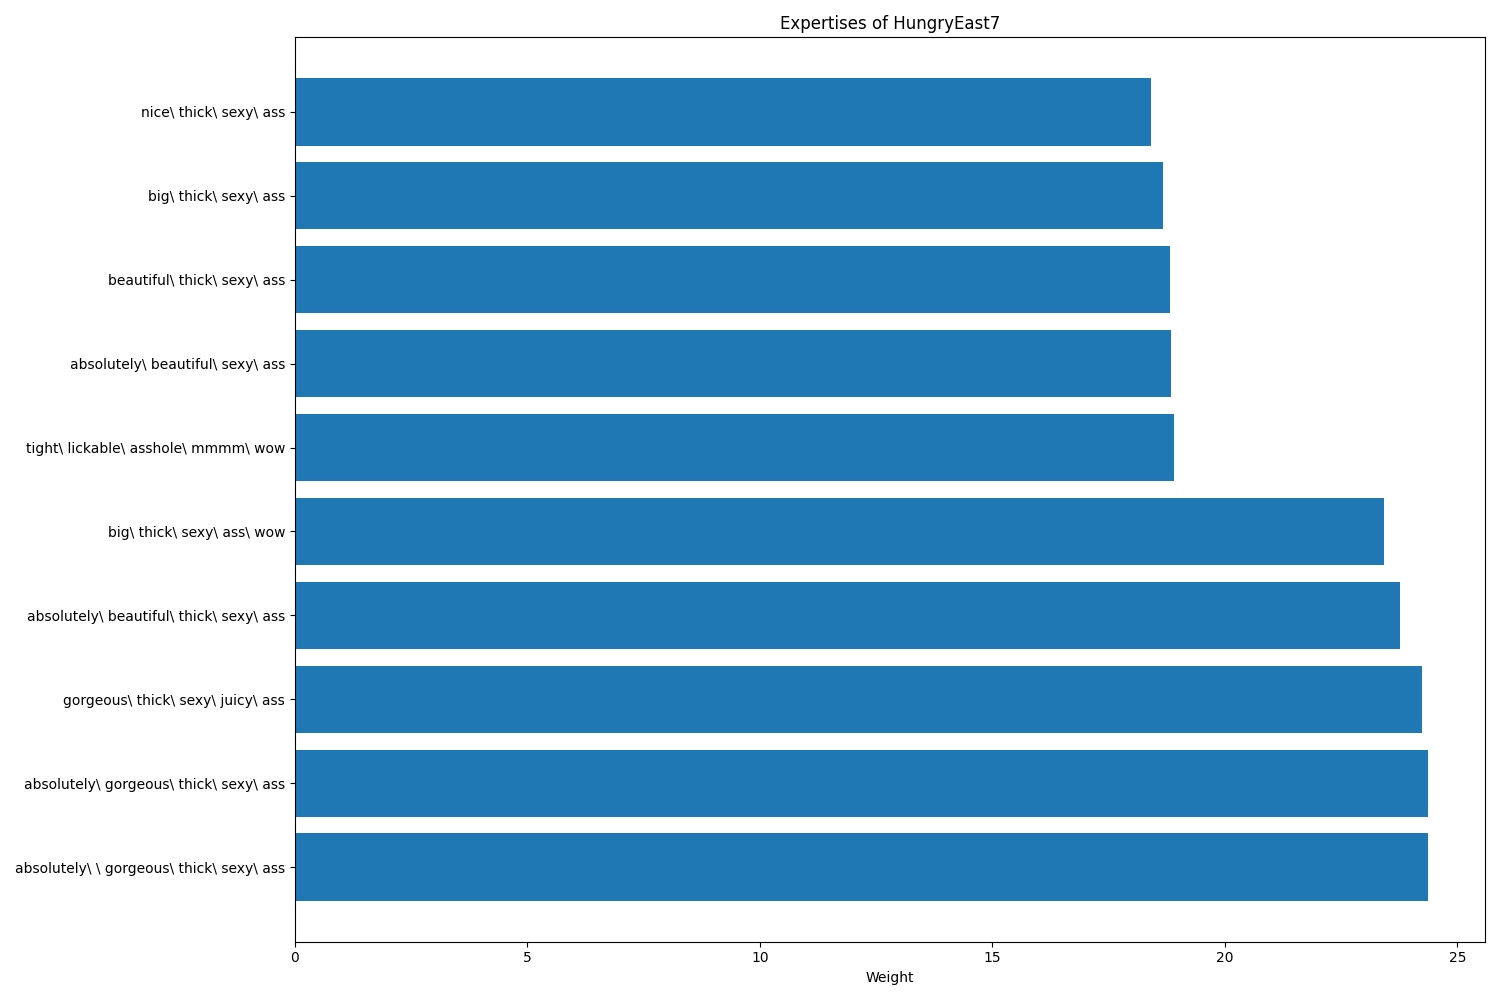 Expertises of HungryEast7
nice\ thick\ sexy\ ass
big\ thick\ sexy\ ass
beautiful\ thick\ sexy\ ass
absolutely\ beautiful\ sexy\ ass
tight\ lickable\ asshole\ mmmm\ wow
big\ thick\ sexy\ ass\ wow
absolutely\ beautiful\ thick\ sexy\ ass
gorgeous\ thick\ sexy\ juicy\ ass
absolutely\ gorgeous\ thick\ sexy\ ass
absolutely\ \ gorgeous\ thick\ sexy\ ass
0 5 10 15 20 25
Weight